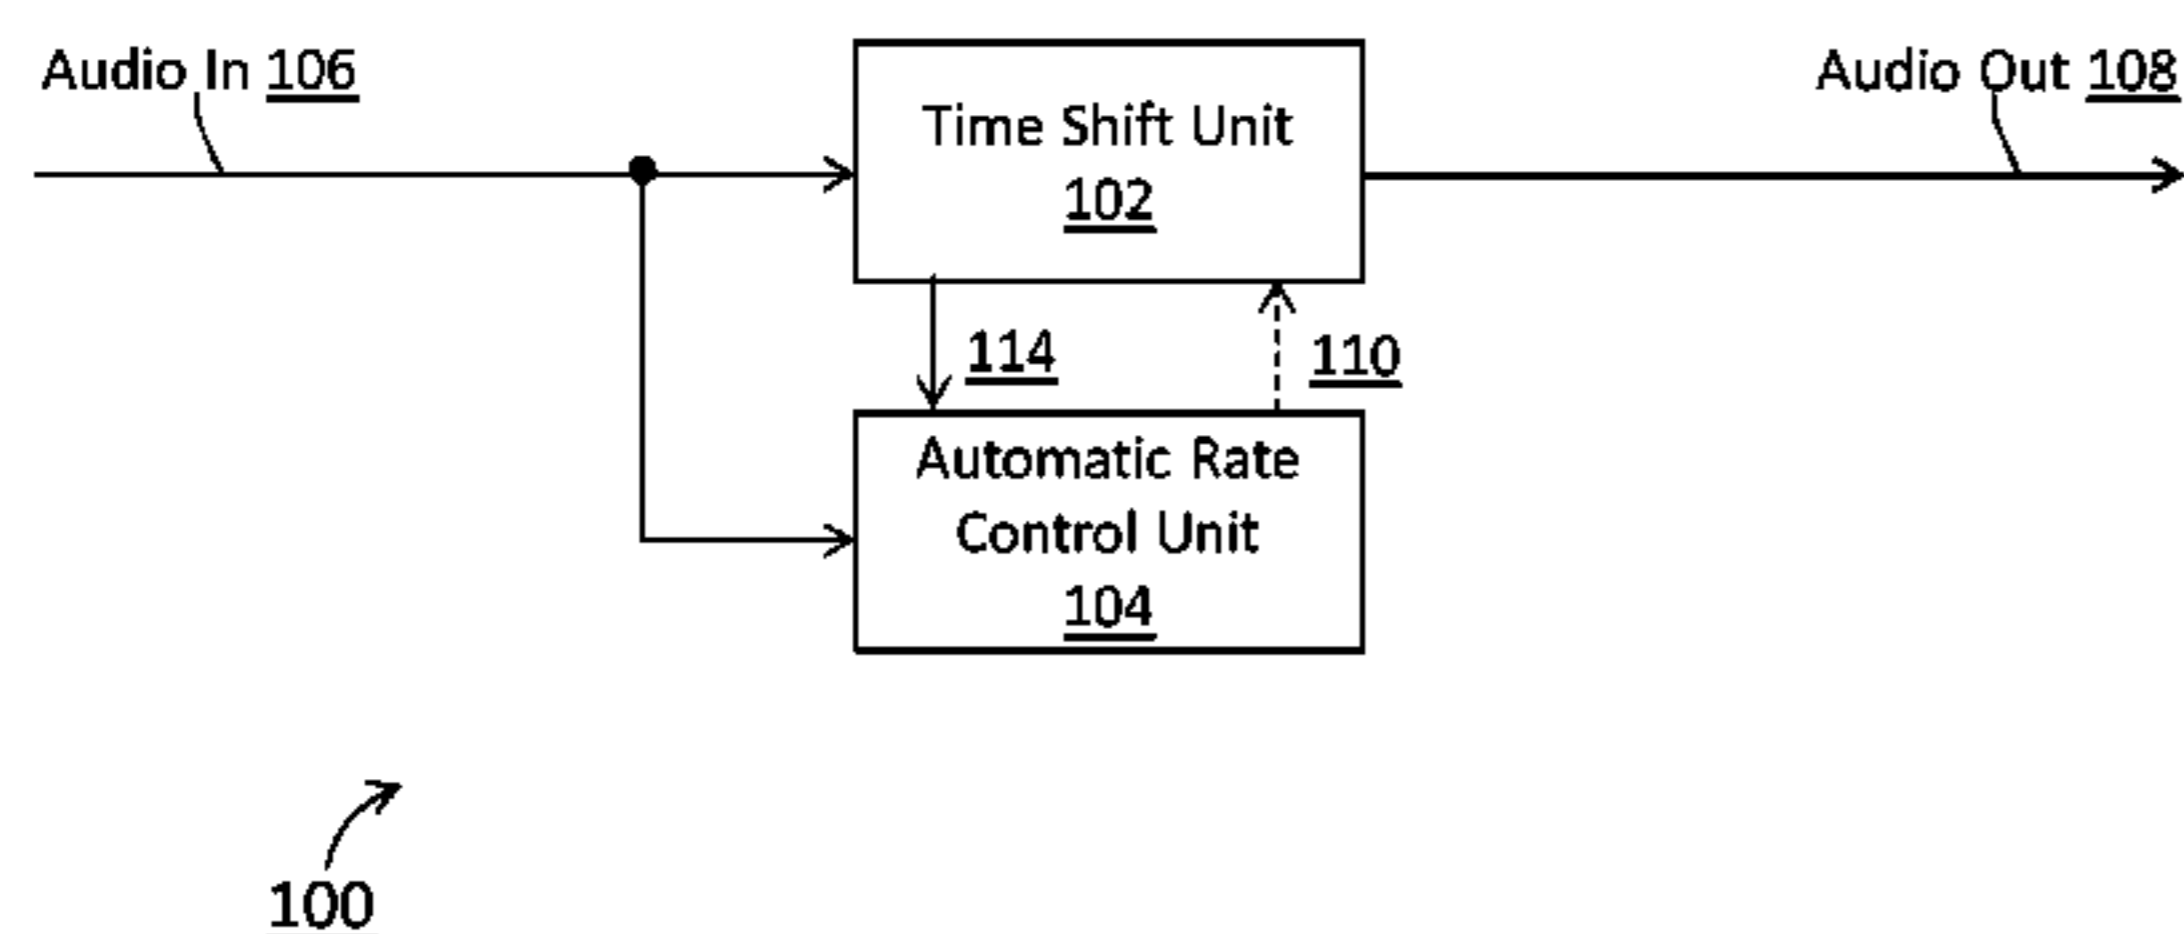 Audio In 106
Audio Out 108
Time Shift Unit
102
114
110
Automatic Rate
Control Unit
104
100